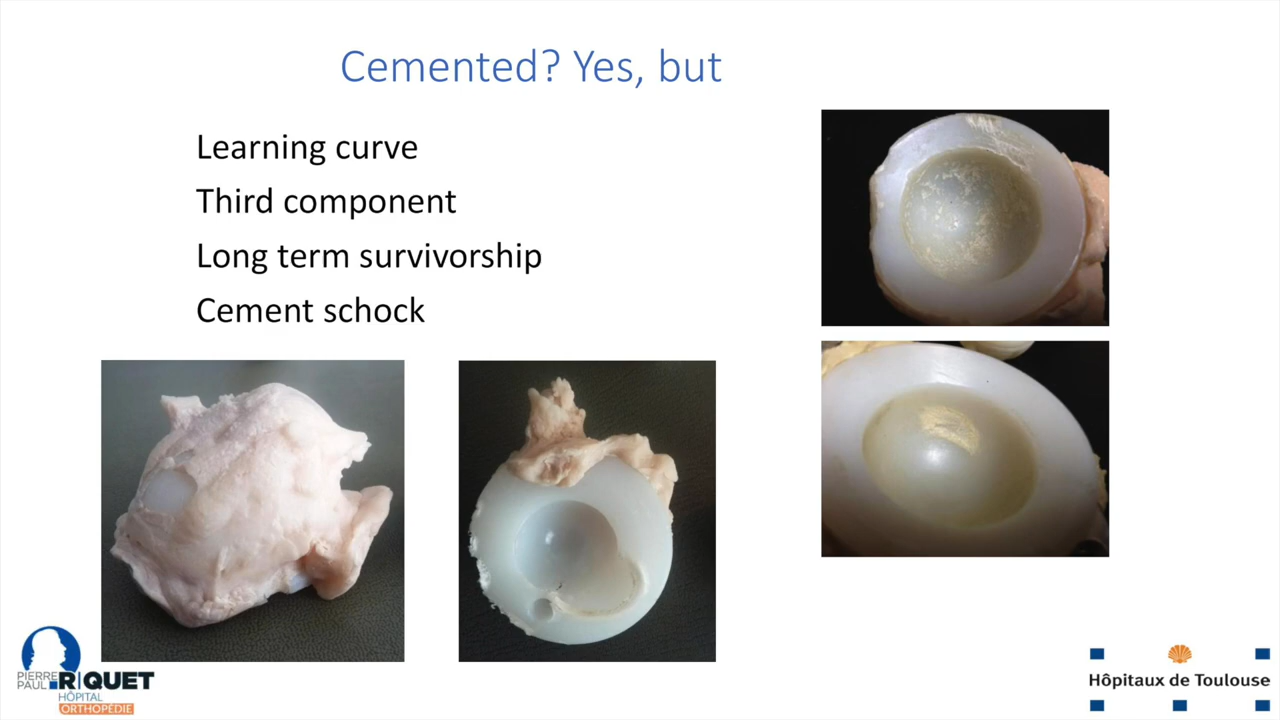 Cemented? Yes, but
Learning curve
Third component
Long term survivorship
Cement schock
PIERRE
PAUL RIQUET
HÔPITAL
ORTHOPÉDIE
Hôpitaux de Toulouse